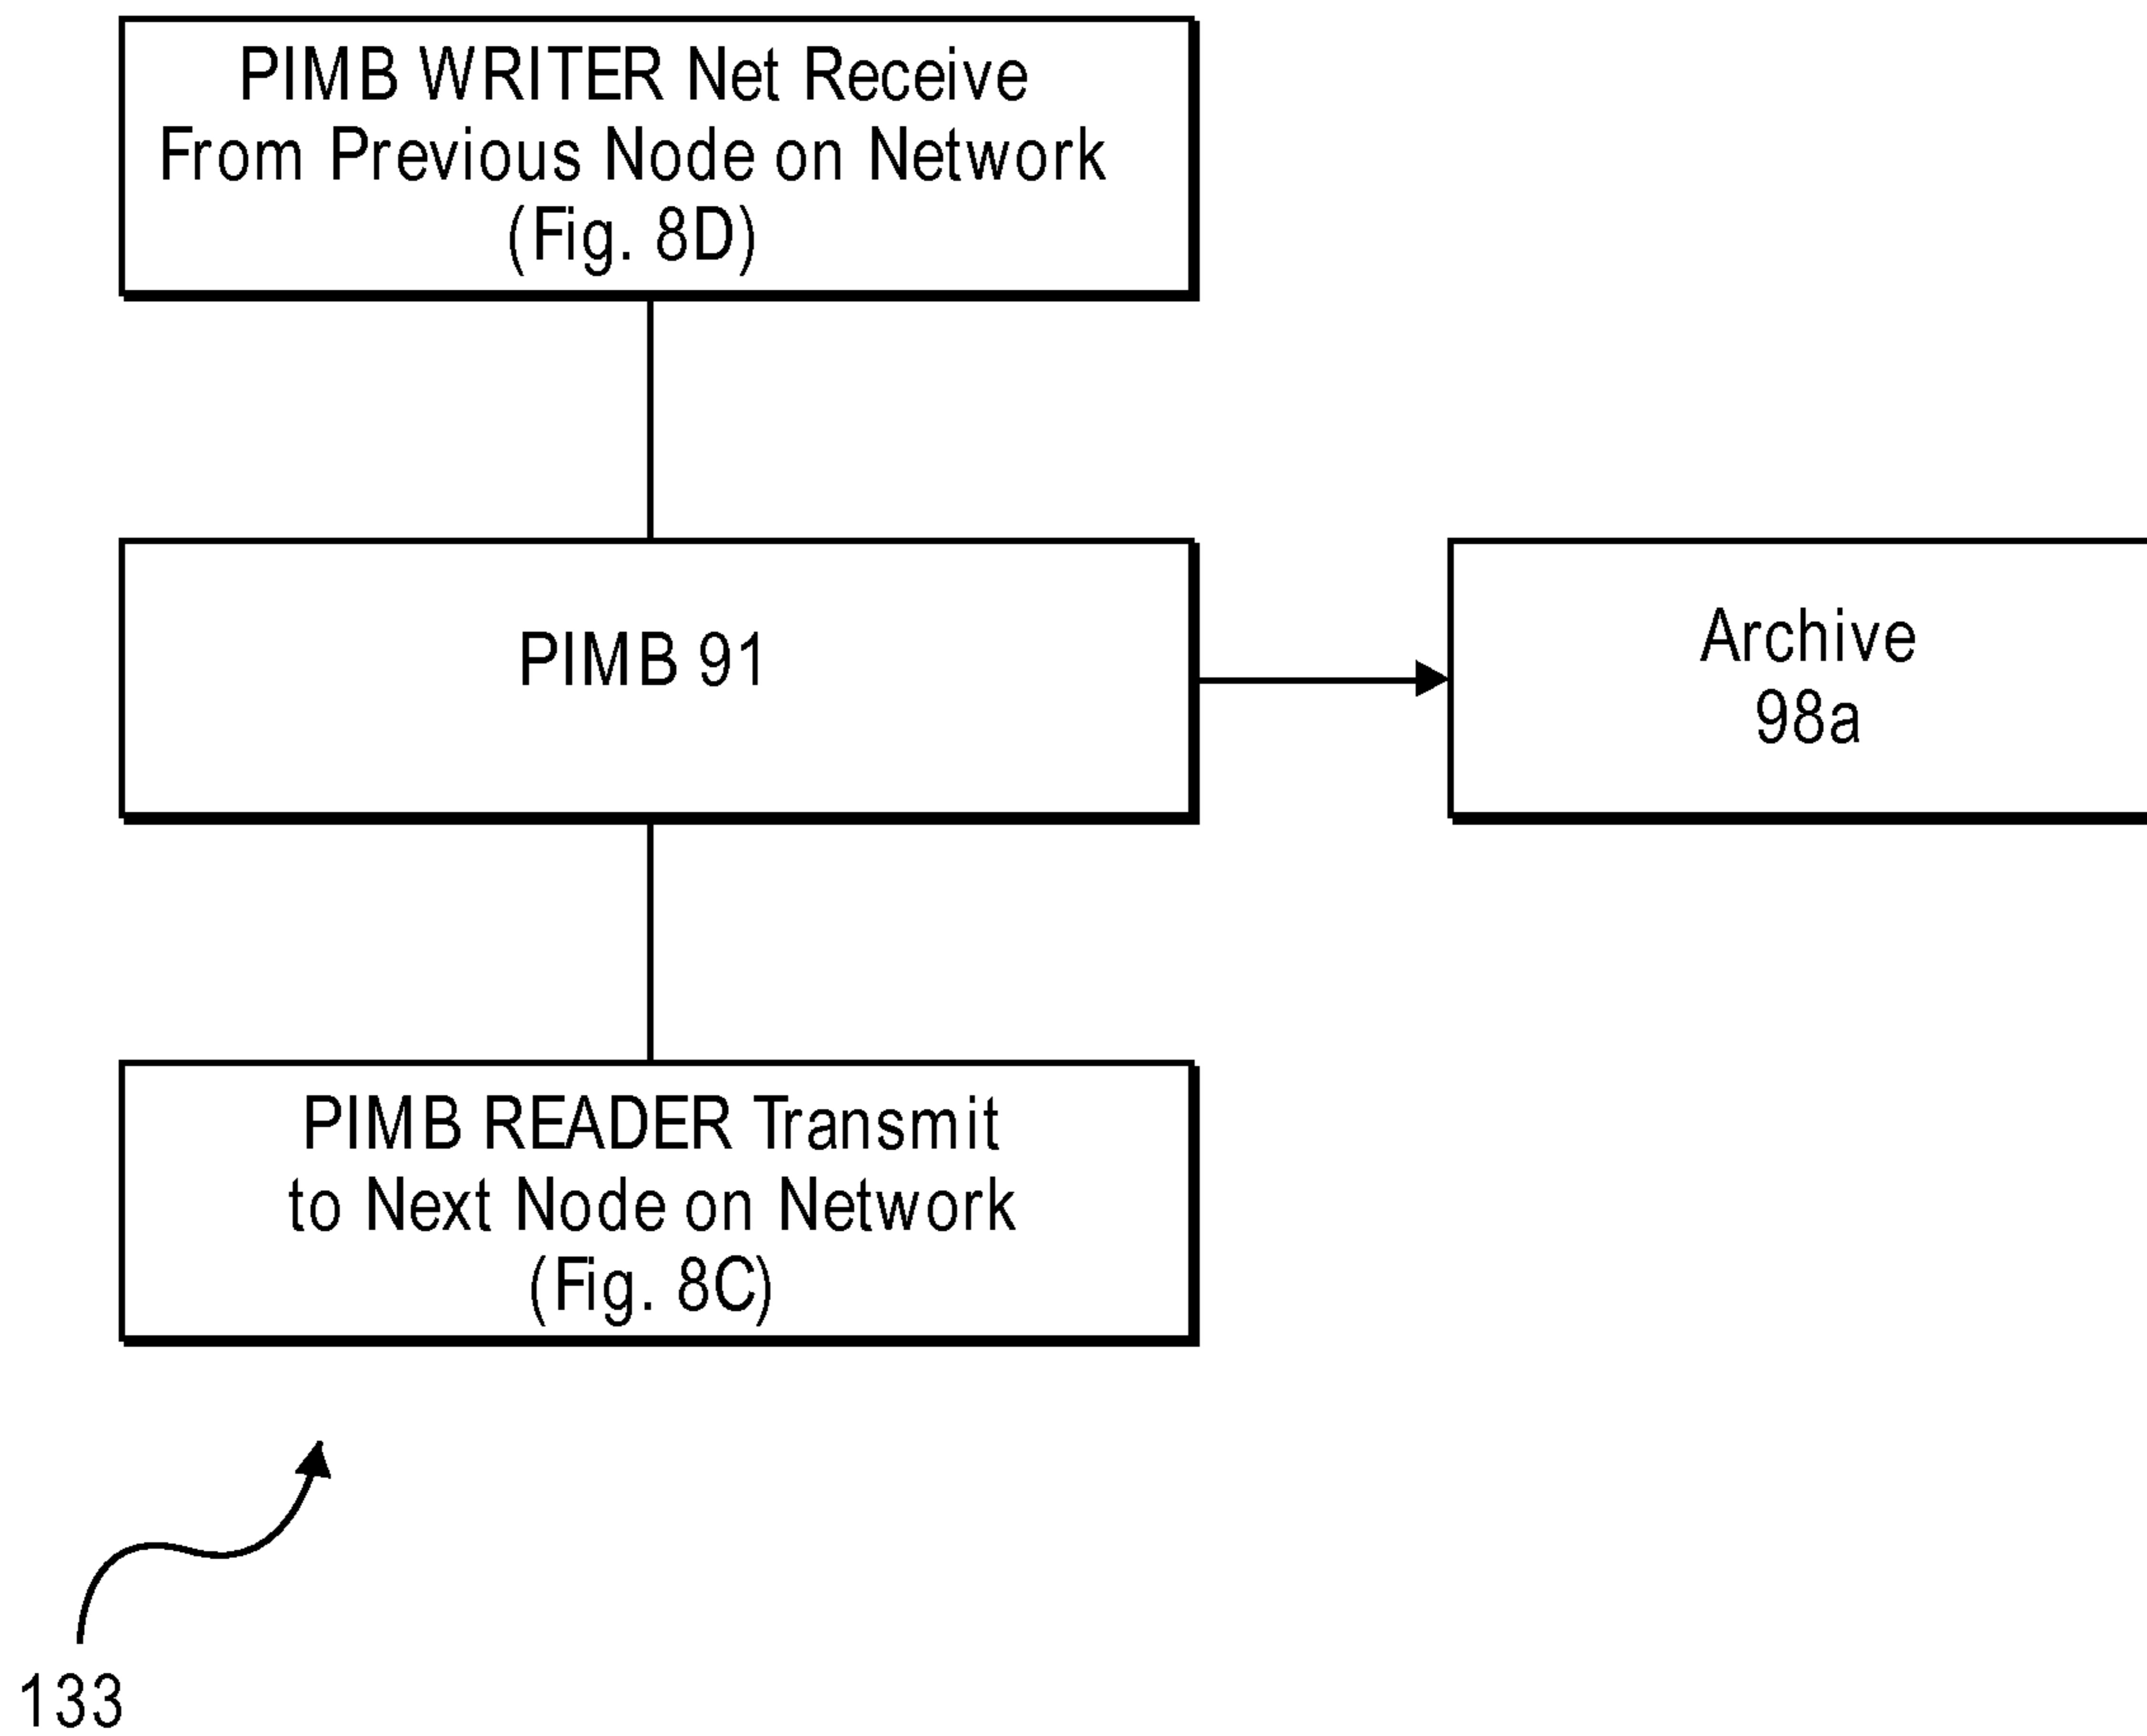 PIMB WRITER Net Receive
From Previous Node on Network
(Fig. 8D)
PIMB 91
Archive
98a
PIMB READER Transmit
to Next Node on Network
(Fig. 8C)
133